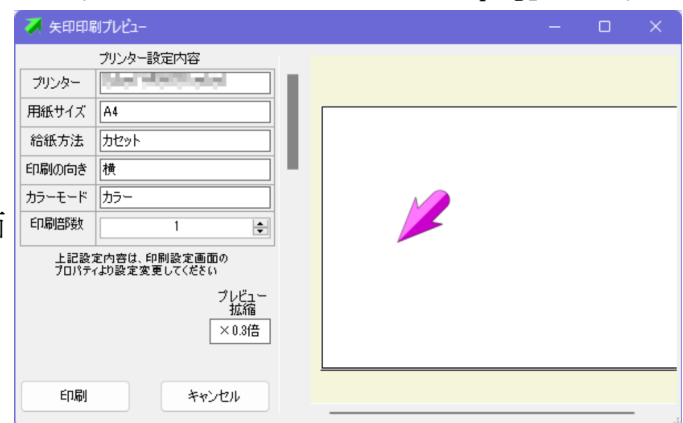 矢印印刷プレビュー
プリンター設定内容
プリンター
用紙サイズ A4
給紙方法 カセット
印刷の向き 横
カラーモード カラー
印刷部数 1
上記設定内容は、印刷設定画面の
プロパティより設定変更してください
プレビュー
拡縮
×0.3倍
印刷 キャンセル